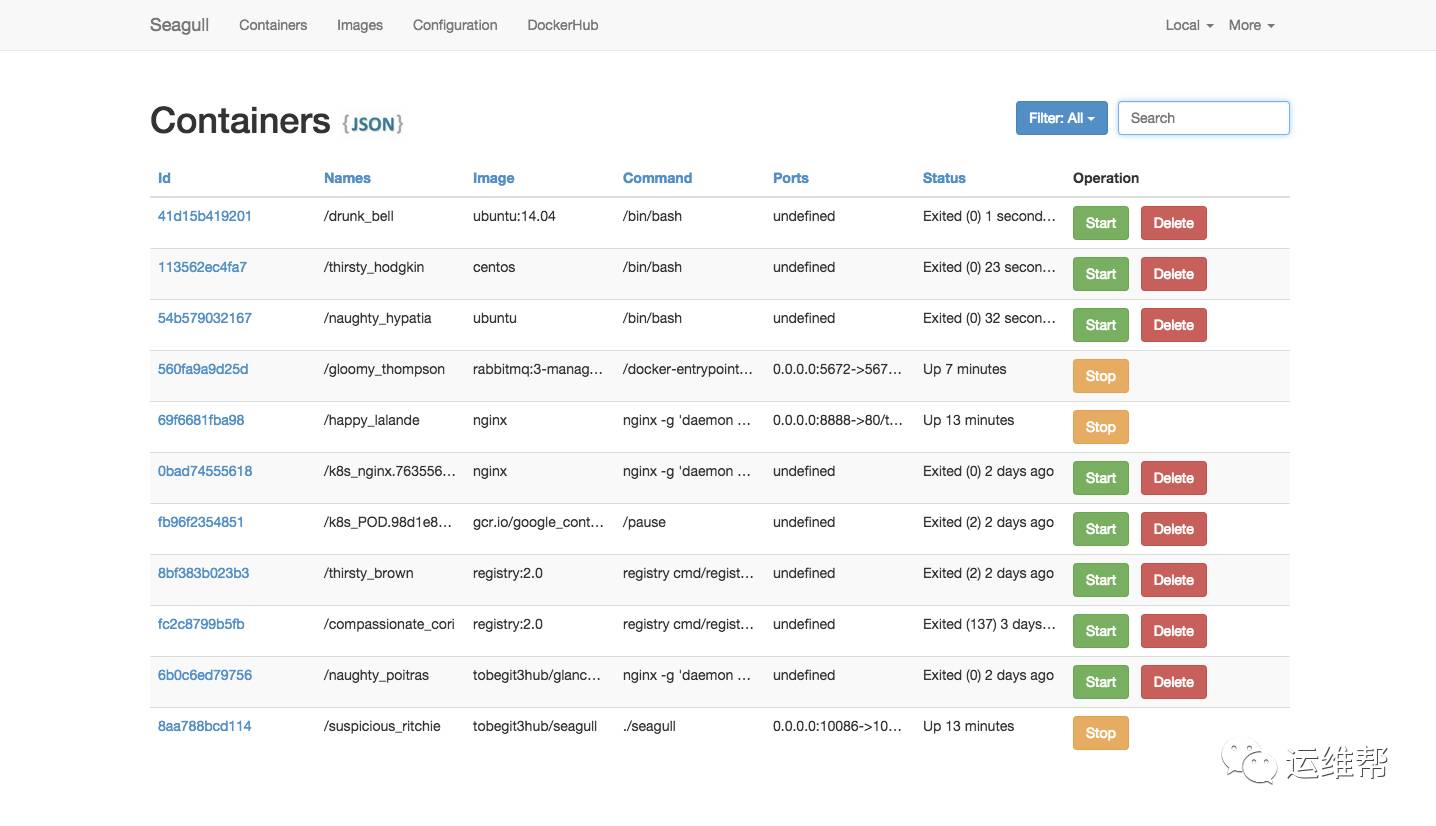 Seagull Containers Images Configuration DockerHub Local More
Containers {JSON} Filter: All Search
Id Names Image Command Ports Status Operation
41d15b419201 /drunk_bell ubuntu:14.04 /bin/bash undefined Exited (0) 1 second… Start Delete
113562ec4fa7 /thirsty_hodgkin centos /bin/bash undefined Exited (0) 23 secon… Start Delete
54b579032167 /naughty_hypatia ubuntu /bin/bash undefined Exited (0) 32 secon… Start Delete
560fa9a9d25d /gloomy_thompson rabbitmq:3-manag… /docker-entrypoint… 0.0.0.0:5672->567… Up 7 minutes Stop
69f6681fba98 /happy_lalande nginx nginx -g 'daemon … 0.0.0.0:8888->80/t… Up 13 minutes Stop
0bad74555618 /k8s_nginx.763556… nginx nginx -g 'daemon … undefined Exited (0) 2 days ago Start Delete
fb96f2354851 /k8s_POD.98d1e8… gcr.io/google_cont… /pause undefined Exited (2) 2 days ago Start Delete
8bf383b023b3 /thirsty_brown registry:2.0 registry cmd/regist… undefined Exited (2) 2 days ago Start Delete
fc2c8799b5fb /compassionate_cori registry:2.0 registry cmd/regist… undefined Exited (137) 3 days… Start Delete
6b0c6ed79756 /naughty_poitras tobegit3hub/glanc… nginx -g 'daemon … undefined Exited (0) 2 days ago Start Delete
8aa788bcd114 /suspicious_ritchie tobegit3hub/seagull ./seagull 0.0.0.0:10086->10… Up 13 minutes Stop
运维帮